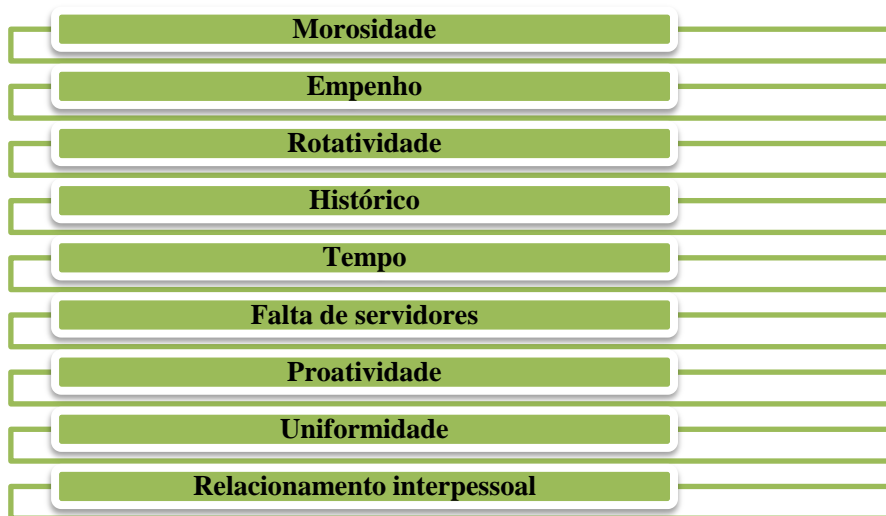 Morosidade
Empenho
Rotatividade
Histórico
Tempo
Falta de servidores
Proatividade
Uniformidade
Relacionamento interpessoal